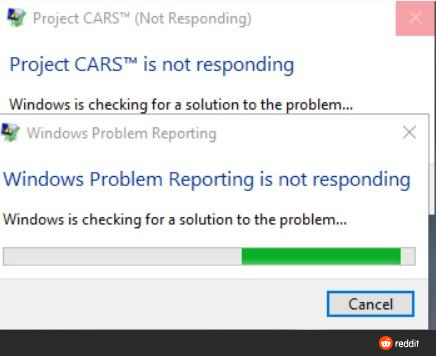 Project CARS™ (Not Responding)
Project CARS™ is not responding
Windows is checking for a solution to the problem...
Windows Problem Reporting
Windows Problem Reporting is not responding
Windows is checking for a solution to the problem...
Cancel
reddit